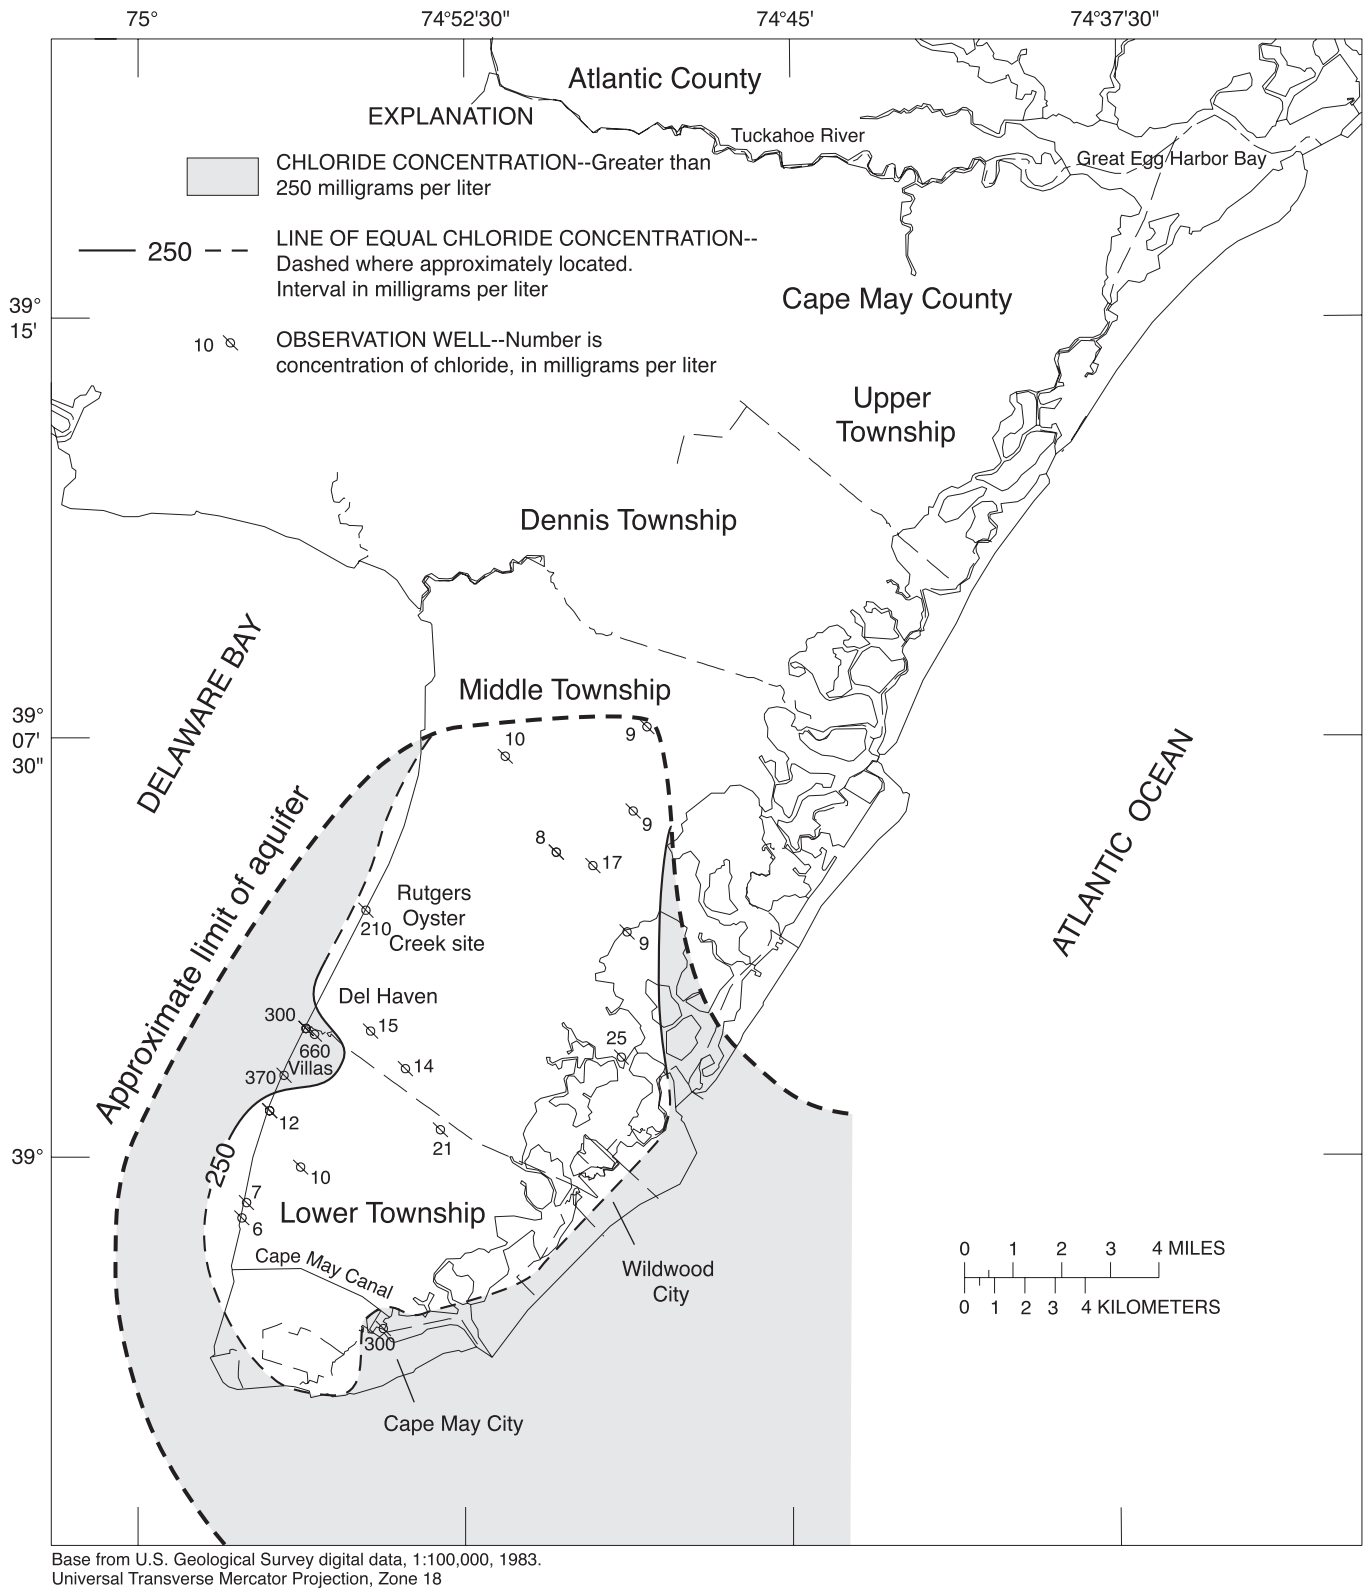 75°
74°52'30"
74°45'
74°37'30"
Atlantic County
EXPLANATION
Tuckahoe River
Great Egg Harbor Bay
CHLORIDE CONCENTRATION--Greater than
250 milligrams per liter
250
LINE OF EQUAL CHLORIDE CONCENTRATION--
Dashed where approximately located.
Interval in milligrams per liter
10
OBSERVATION WELL--Number is
concentration of chloride, in milligrams per liter
39°
15'
Cape May County
Upper
Township
Dennis Township
DELAWARE BAY
Middle Township
39°
07'
30"
10
9
9
8
17
ATLANTIC OCEAN
Approximate limit of aquifer
Rutgers
Oyster
Creek site
210
9
Del Haven
300
15
660
Villas
25
370
14
12
21
39°
250
10
7
6
Lower Township
Cape May Canal
Wildwood
City
0 1 2 3 4 MILES
0 1 2 3 4 KILOMETERS
300
Cape May City
Base from U.S. Geological Survey digital data, 1:100,000, 1983.
Universal Transverse Mercator Projection, Zone 18